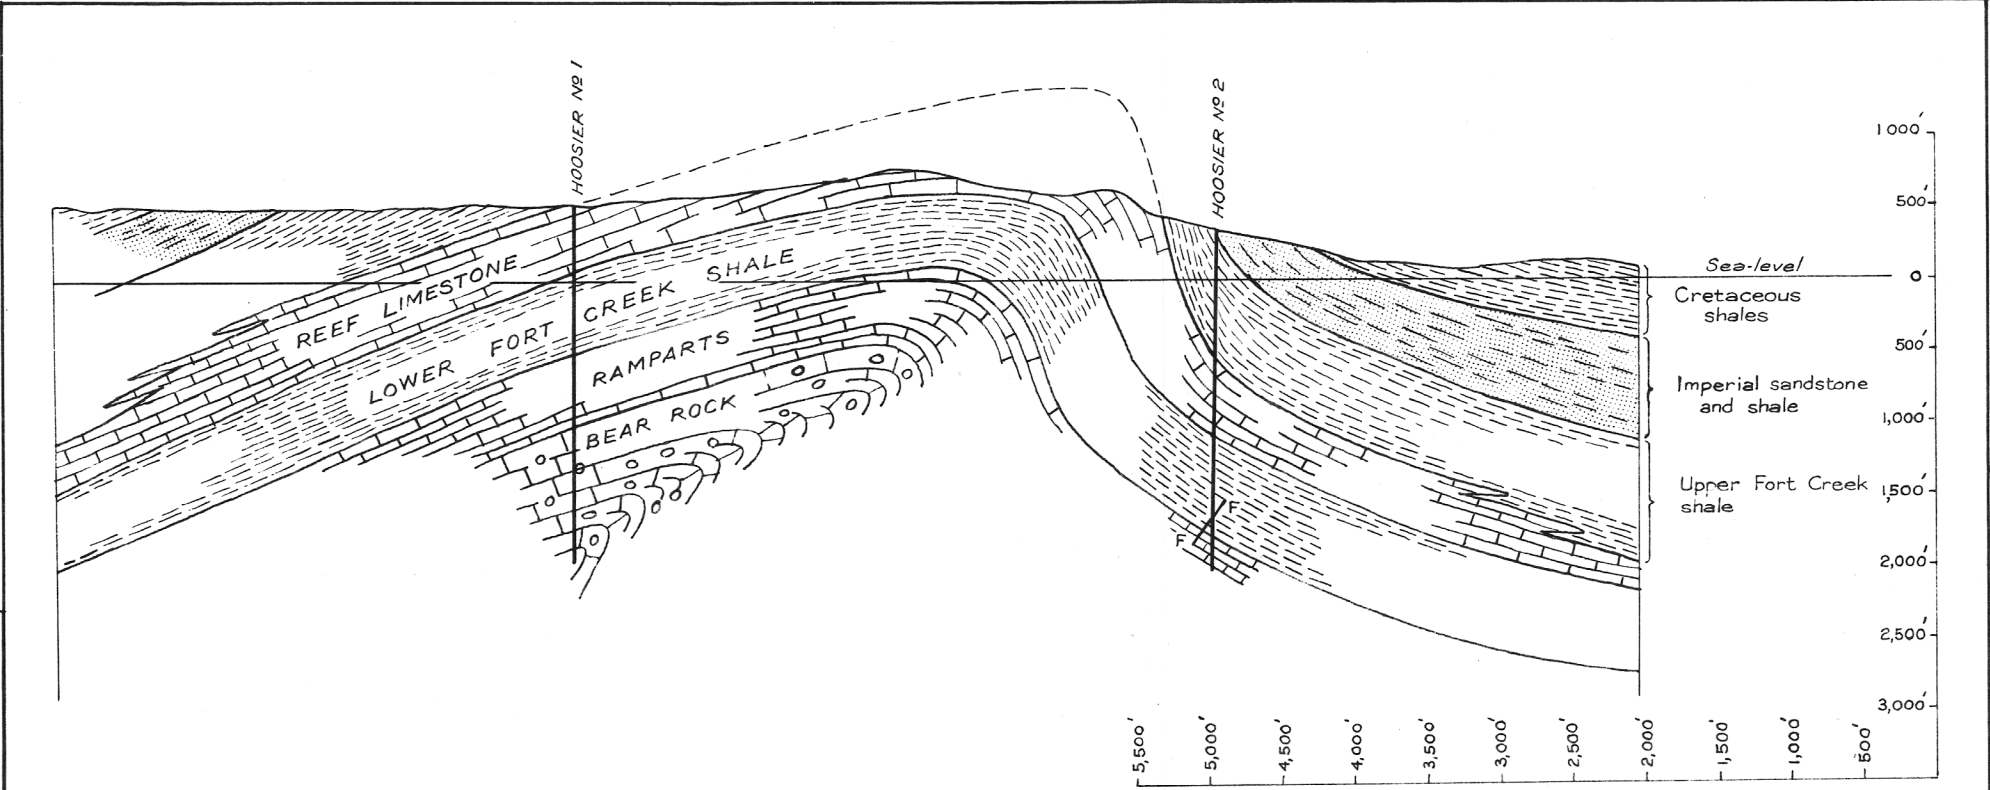 HOOSIER Nº 1
HOOSIER Nº 2
REEF LIMESTONE
LOWER FORT CREEK SHALE
RAMPARTS
BEAR ROCK
F
F
Sea-level
Cretaceous
shales
Imperial sandstone
and shale
Upper Fort Creek
shale
1000'
500'
0
500'
1,000'
1,500'
2,000'
2,500'
3,000'
5,500'
5,000'
4,500'
4,000'
3,500'
3,000'
2,500'
2,000'
1,500'
1,000'
500'